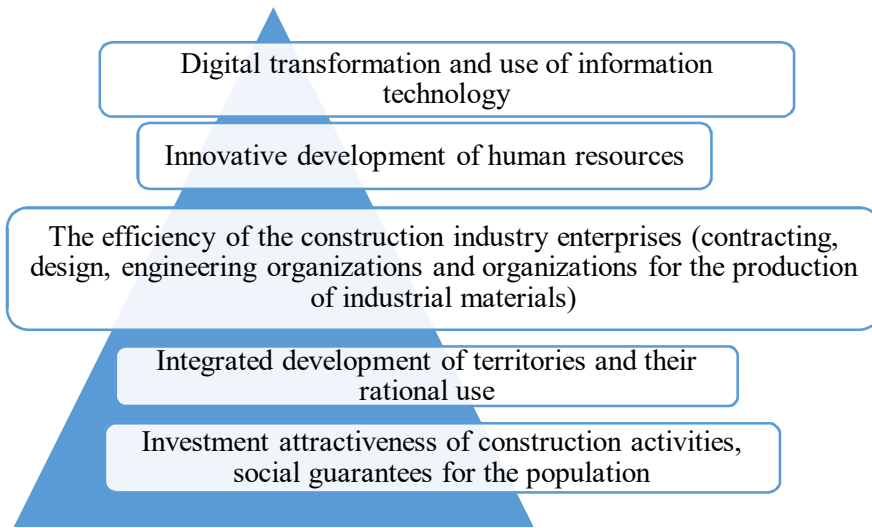 Digital transformation and use of information
technology
Innovative development of human resources
The efficiency of the construction industry enterprises (contracting,
design, engineering organizations and organizations for the production
of industrial materials)
Integrated development of territories and their
rational use
Investment attractiveness of construction activities,
social guarantees for the population